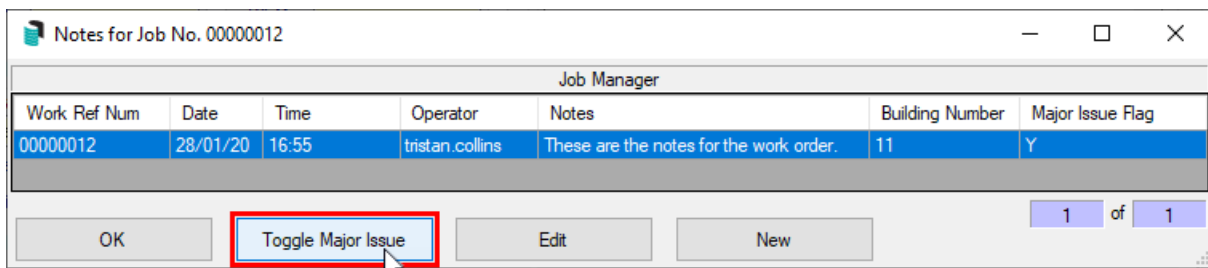 Notes for Job No. 00000012
Job Manager
Work Ref Num Date Time Operator Notes Building Number Major Issue Flag
00000012 28/01/20 16:55 tristan.collins These are the notes for the work order. 11 Y
1 of 1
OK Toggle Major Issue Edit New